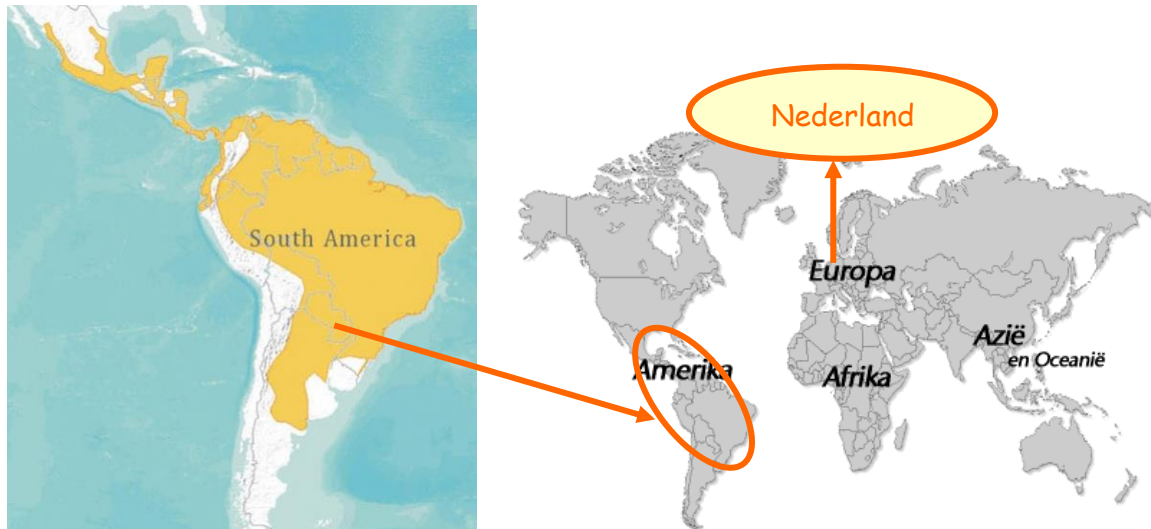 South America
Nederland
Europa
Azië
en Oceanië
Amerika
Afrika